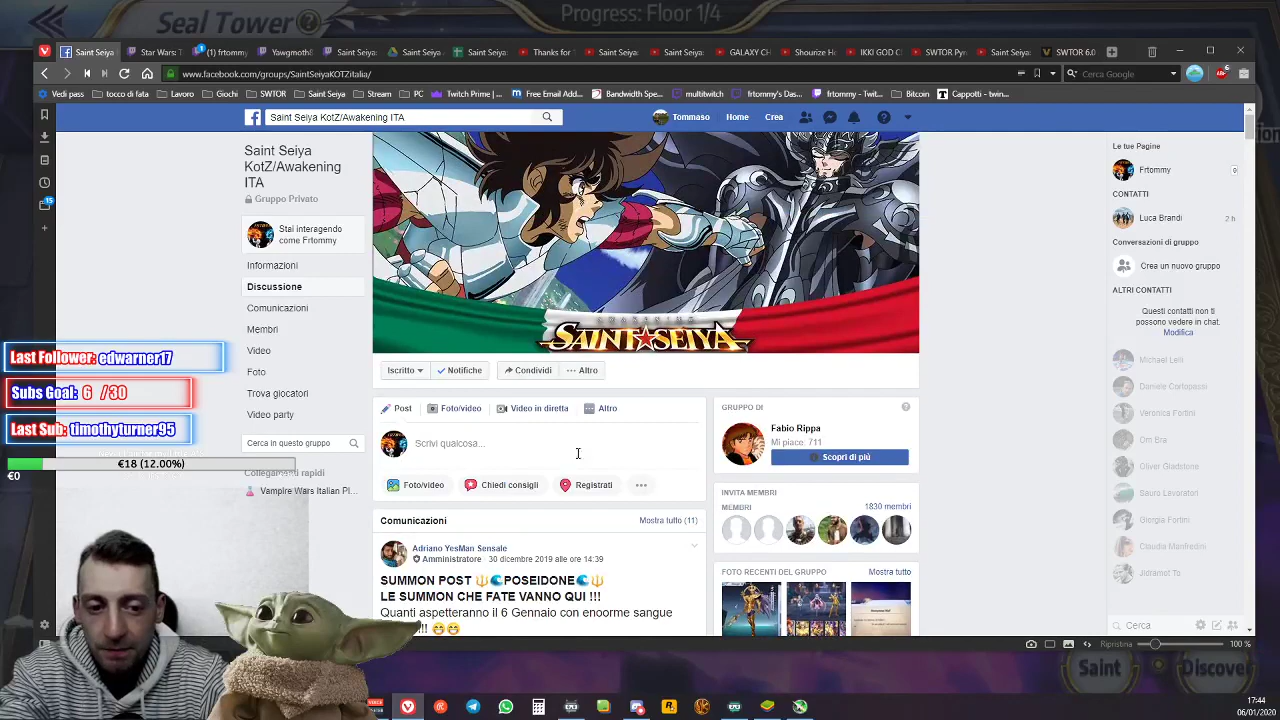 Seal Tower
Progress: Floor 1/4
Saint Seiya
Star Wars: T
(1) frtommy
Yawgmoth8
Saint Seiya:
Saint Seiya
Saint Seiya:
Thanks for
Saint Seiya:
Saint Seiya:
GALAXY CH
Shourize Ho
IKKI GOD C
SWTOR Pyr
Saint Seiya:
SWTOR 6.0
www.facebook.com/groups/SaintSeiyaKOTZitalia/
Cerca Google
Vedi pass
tocco di fata
Lavoro
Giochi
SWTOR
Saint Seiya
Stream
PC
Twitch Prime |...
Free Email Add...
Bandwidth Spe...
multitwitch
frtommy's Das...
frtommy - Twit...
Bitcoin
Cappotti - twin...
Saint Seiya KotZ/Awakening ITA
Tommaso
Home
Crea
Saint Seiya
KotZ/Awakening
ITA
Gruppo Privato
Stai interagendo
come Frtommy
Informazioni
Discussione
Comunicazioni
Membri
Video
Foto
Trova giocatori
Video party
Cerca in questo gruppo
Collegamenti rapidi
Vampire Wars Italian Pl...
AWAKENING
SAINT SEIYA
Iscritto
Notifiche
Condividi
Altro
Post
Foto/video
Video in diretta
Altro
Scrivi qualcosa...
Foto/video
Chiedi consigli
Registrati
Comunicazioni
Mostra tutto (11)
Adriano YesMan Sensale
Amministratore · 30 dicembre 2019 alle ore 14:39
SUMMON POST 🔱🌊POSEIDONE🌊🔱
LE SUMMON CHE FATE VANNO QUI !!!
Quanti aspetteranno il 6 Gennaio con enoorme sangue
!! 😁😁
GRUPPO DI
Fabio Rippa
Mi piace. 711
Scopri di più
INVITA MEMBRI
MEMBRI
1830 membri
FOTO RECENTI DEL GRUPPO
Mostra tutto
Le tue Pagine
Frtommy
0
CONTATTI
Luca Brandi
2 h
Conversazioni di gruppo
Crea un nuovo gruppo
ALTRI CONTATTI
Questi contatti non ti
possono vedere in chat.
Modifica
Michael Lelli
Daniele Cortopassi
Veronica Fortini
Om Bra
Oliver Gladstone
Sauro Lavoratori
Giorgia Fortini
Claudia Manfredini
Jidramot To
Cerca
Ripristina
100 %
Last Follower: edwarner17
Subs Goal: 6 / 30
Last Sub: timothyturner95
€18 (12.00%)
€0
Saint
Discover
17:44
06/01/2020